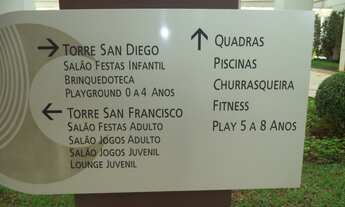 TORRE SAN DIEGO
SALÃO FESTAS INFANTIL
BRINQUEDOTECA
PLAYGROUND 0 A 4 ANOS
TORRE SAN FRANCISCO
SALÃO FESTAS ADULTO
SALÃO JOGOS ADULTO
SALÃO JOGOS JUVENIL
LOUNGE JUVENIL
QUADRAS
PISCINAS
CHURRASQUEIRA
FITNESS
PLAY 5 A 8 ANOS